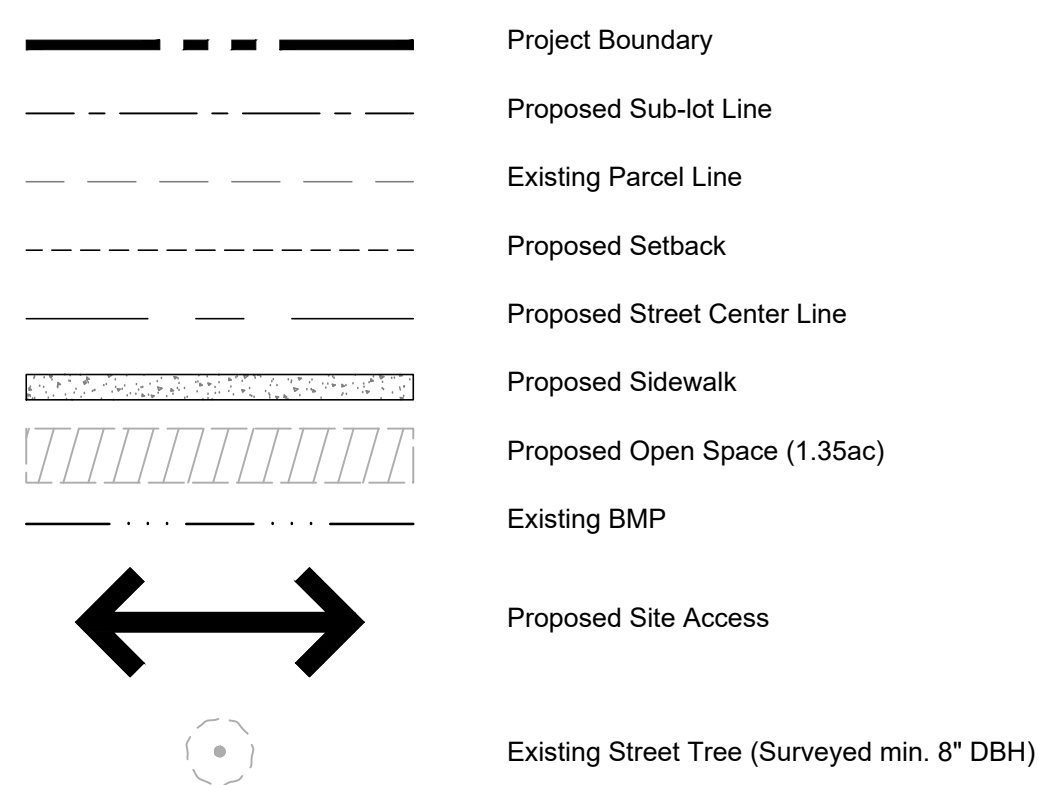 Project Boundary
Proposed Sub-lot Line
Existing Parcel Line
Proposed Setback
Proposed Street Center Line
Proposed Sidewalk
Proposed Open Space (1.35ac)
Existing BMP
Proposed Site Access
Existing Street Tree (Surveyed min. 8" DBH)